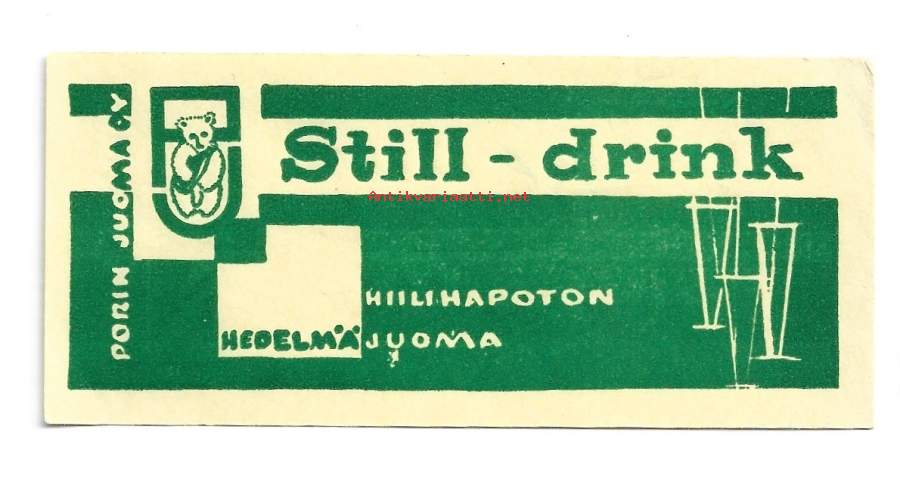 PORIN JUOMA OY
Still - drink
Antikvariaatti.net
HIILIHAPOTON
HEDELMÄJUOMA